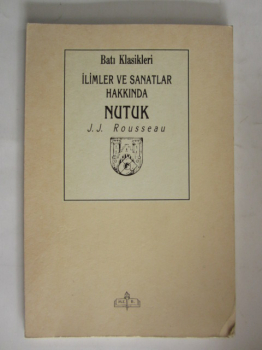 Batı Klasikleri
İLİMLER VE SANATLAR
HAKKINDA
NUTUK
J. J. Rousseau